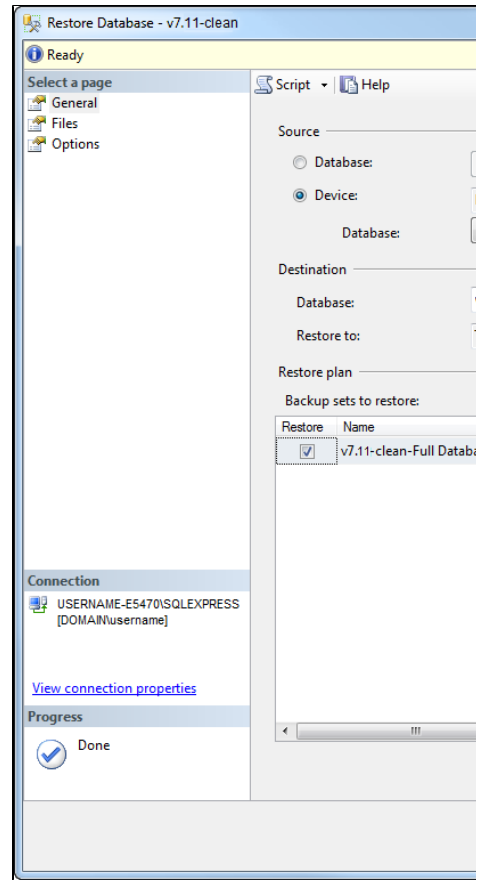 Restore Database - v7.11-clean
Ready
Select a page
General
Files
Options
Script
Help
Source
Database:
Device:
Database:
Destination
Database:
Restore to:
Restore plan
Backup sets to restore:
Restore Name
v7.11-clean-Full Databa
Connection
USERNAME-E5470\SQLEXPRESS
[DOMAIN\username]
View connection properties
Progress
Done